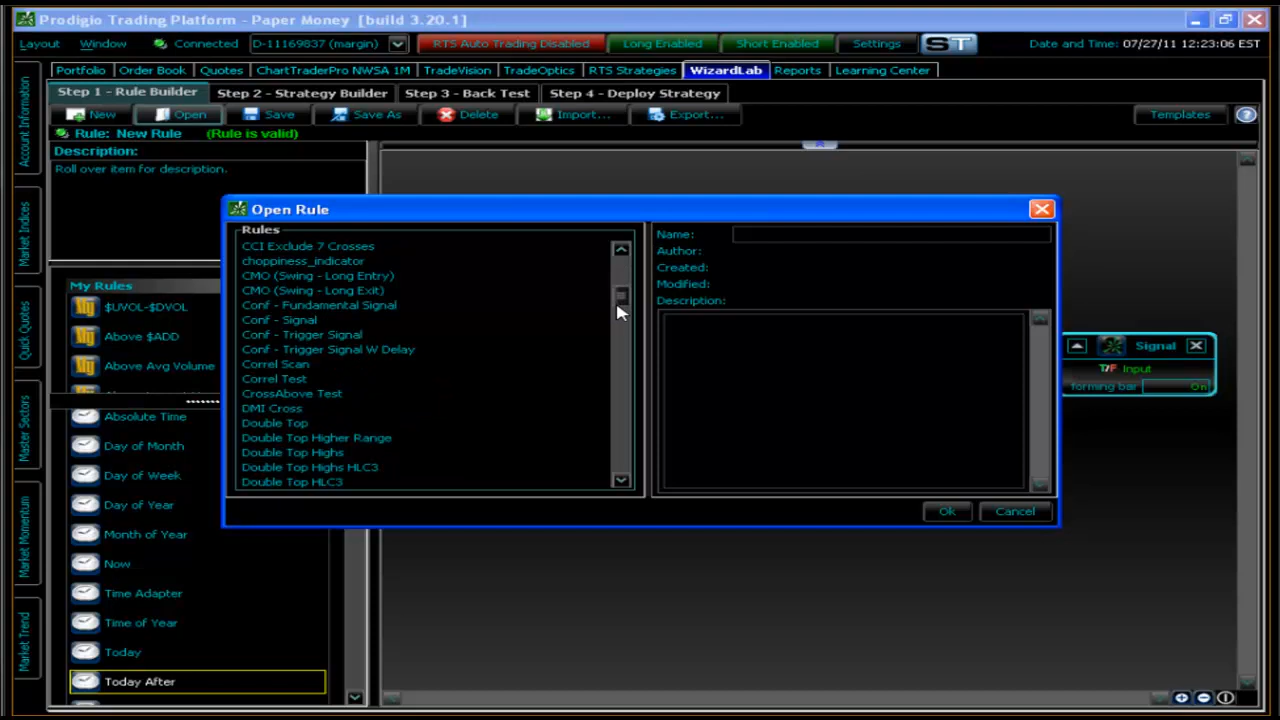 Prodigio Trading Platform - Paper Money [build 3.20.1]
Layout Window Connected D-11169837 (margin) RTS Auto Trading Disabled Long Enabled Short Enabled Settings ST Date and Time: 07/27/11 12:23:06 EST
Portfolio Order Book Quotes ChartTraderPro NWSA 1M TradeVision TradeOptics RTS Strategies WizardLab Reports Learning Center
Step 1 - Rule Builder Step 2 - Strategy Builder Step 3 - Back Test Step 4 - Deploy Strategy
New Open Save Save As Delete Import... Export... Templates ?
Rule: New Rule (Rule is valid)
Description:
Roll over item for description.
Account Information
Market Indices
Quick Quotes
Master Sectors
Market Momentum
Market Trend
My Rules
My $UVOL-$DVOL
My Above $ADD
My Above Avg Volume
Absolute Time
Day of Month
Day of Week
Day of Year
Month of Year
Now
Time Adapter
Time of Year
Today
Today After
Open Rule
Rules
CCI Exclude 7 Crosses
choppiness_indicator
CMO (Swing - Long Entry)
CMO (Swing - Long Exit)
Conf - Fundamental Signal
Conf - Signal
Conf - Trigger Signal
Conf - Trigger Signal W Delay
Correl Scan
Correl Test
CrossAbove Test
DMI Cross
Double Top
Double Top Higher Range
Double Top Highs
Double Top Highs HLC3
Double Top HLC3
Name:
Author:
Created:
Modified:
Description:
Ok Cancel
Signal
T/F Input
forming bar On